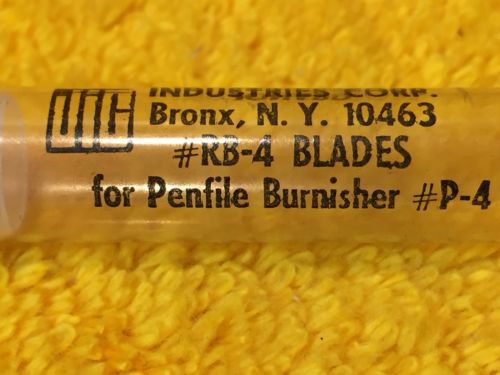 INDUSTRIES CORP.
Bronx, N. Y. 10463
#RB-4 BLADES
for Penfile Burnisher #P-4